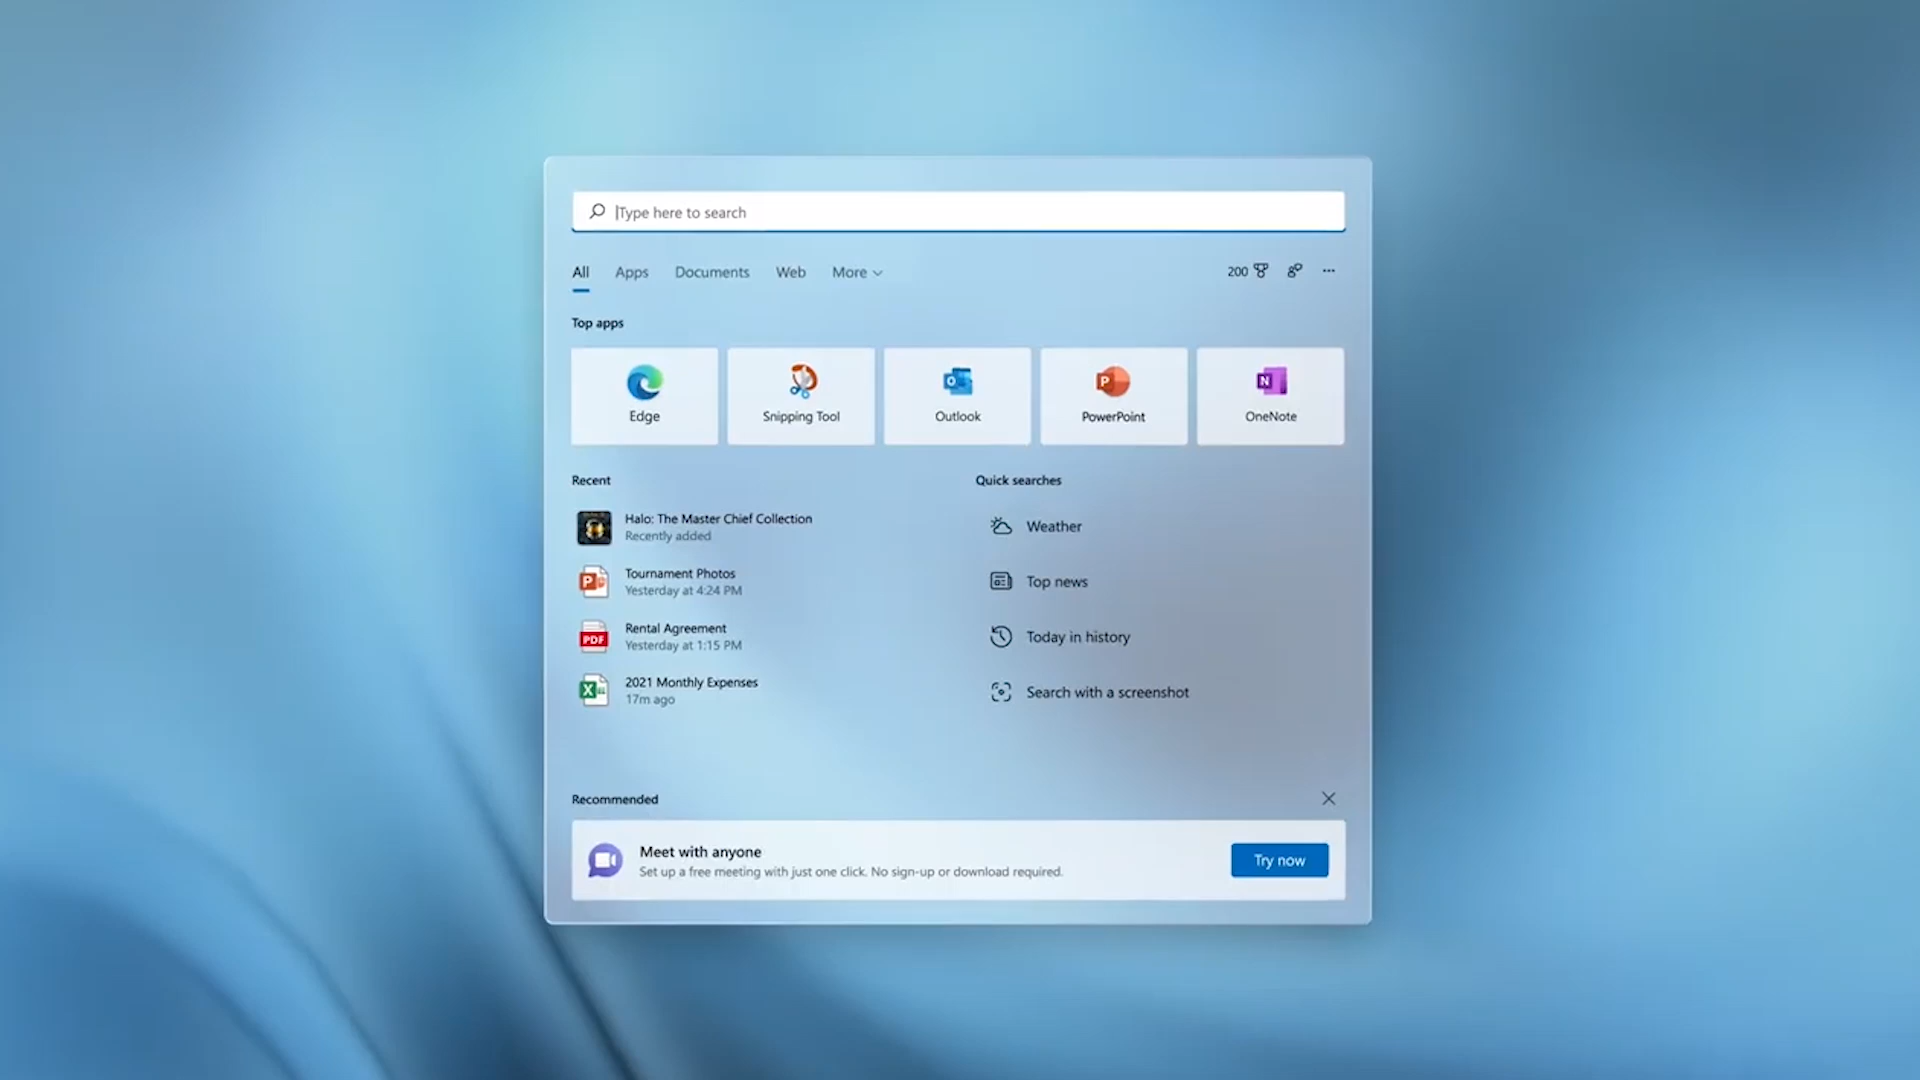 Type here to search
All Apps Documents Web More 200
Top apps
Edge Snipping Tool Outlook PowerPoint OneNote
Recent
Halo: The Master Chief Collection
Recently added
Tournament Photos
Yesterday at 4:24 PM
PDF
Rental Agreement
Yesterday at 1:15 PM
2021 Monthly Expenses
17m ago
Quick searches
Weather
Top news
Today in history
Search with a screenshot
Recommended
Meet with anyone
Set up a free meeting with just one click. No sign-up or download required.
Try now